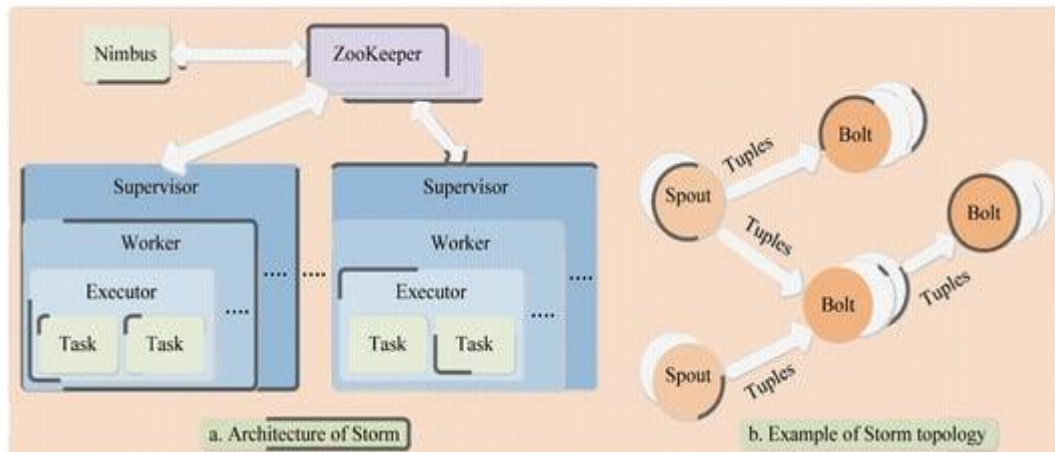 Nimbus
ZooKeeper
Supervisor
Worker
Executor
Task
Task
....
....
....
Supervisor
Worker
Executor
Task
Task
....
....
a. Architecture of Storm
Spout
Tuples
Bolt
Tuples
Bolt
Tuples
Bolt
Spout
Tuples
b. Example of Storm topology